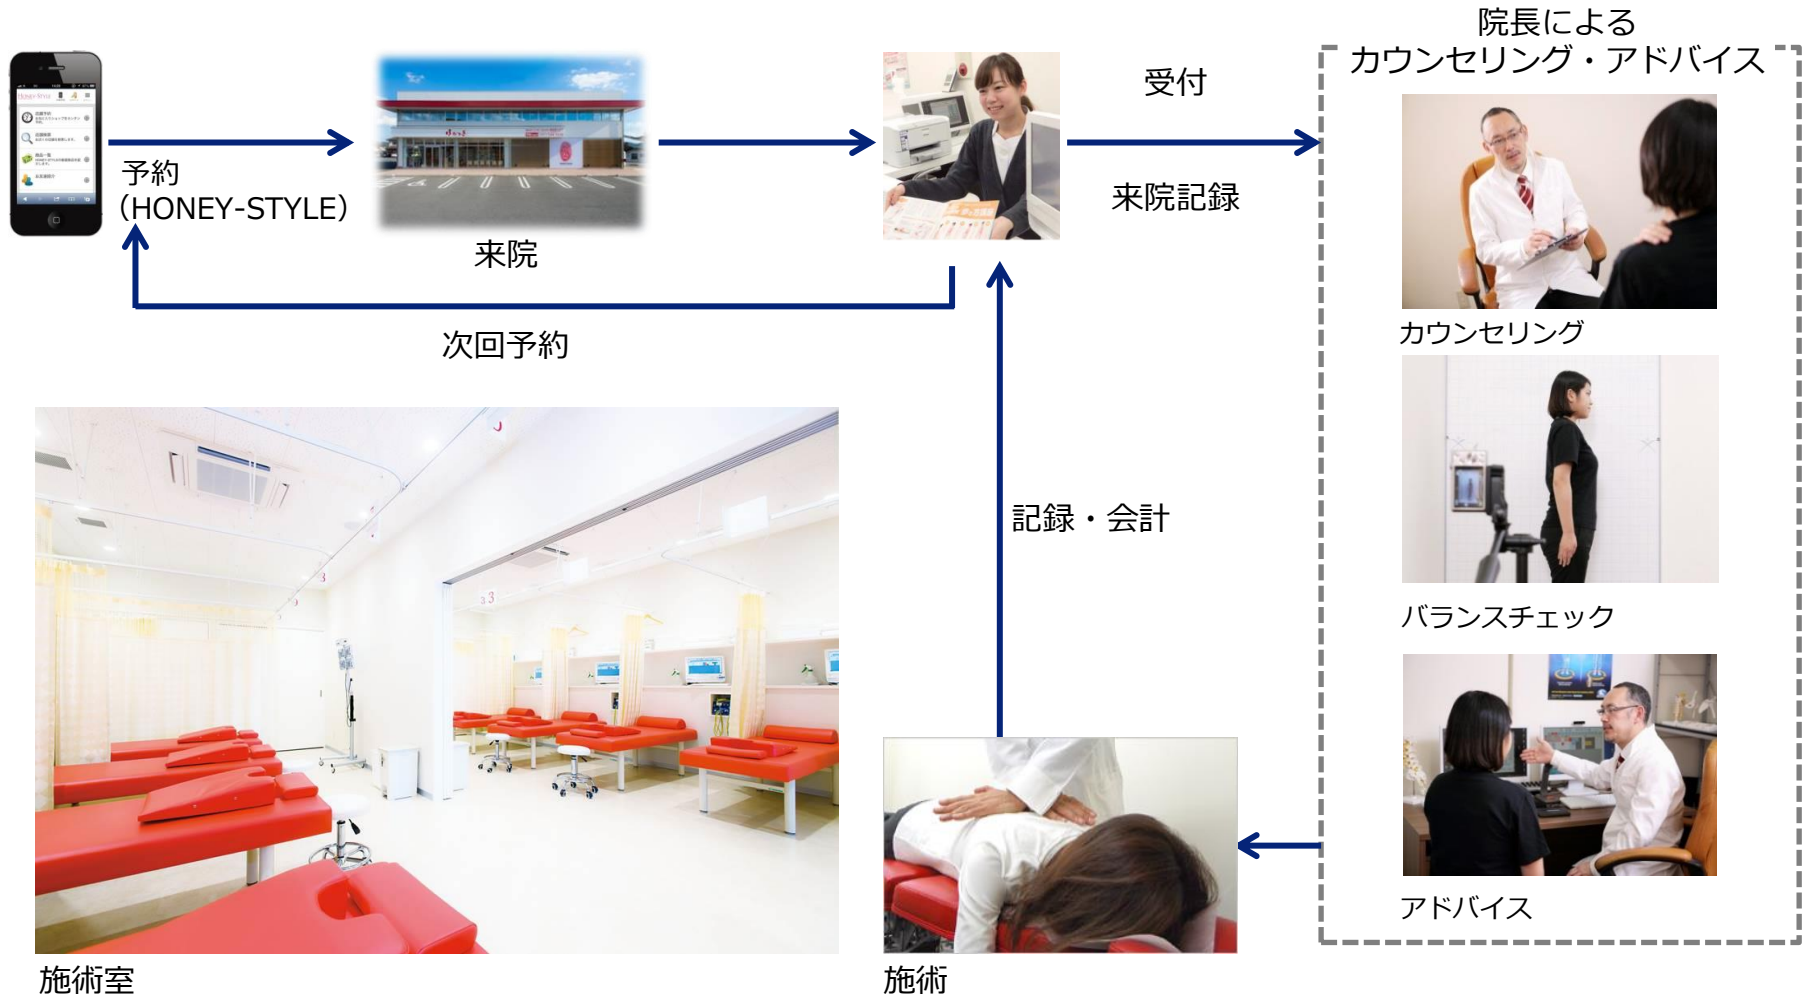 院長による
カウンセリング・アドバイス
予約
（HONEY-STYLE）
来院
受付
来院記録
次回予約
カウンセリング
バランスチェック
アドバイス
記録・会計
施術室
施術